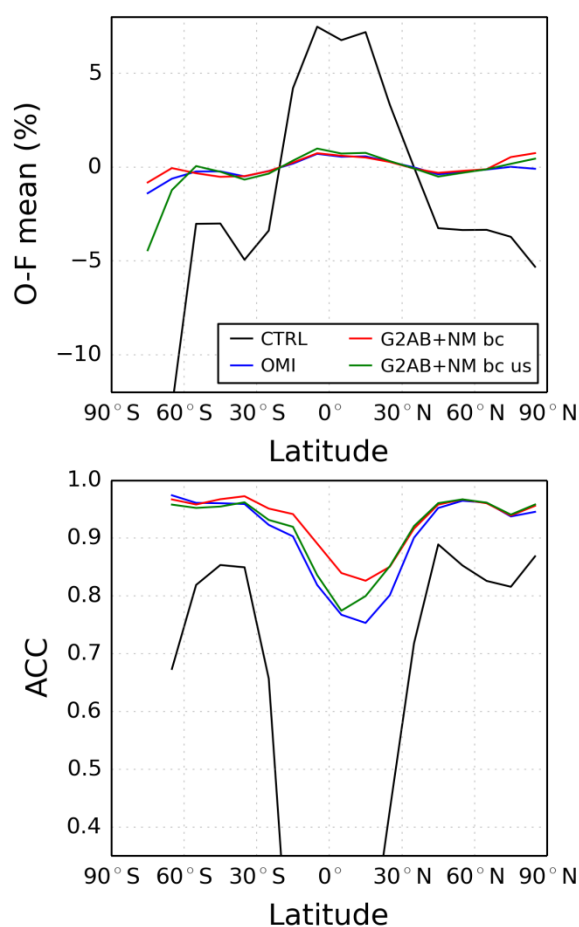 5
0
−5
−10
O-F mean (%)
CTRL
OMI
G2AB+NM bc
G2AB+NM bc us
90°S 60°S 30°S 0° 30°N 60°N 90°N
Latitude
1.0
0.9
0.8
0.7
0.6
0.5
0.4
ACC
90°S 60°S 30°S 0° 30°N 60°N 90°N
Latitude